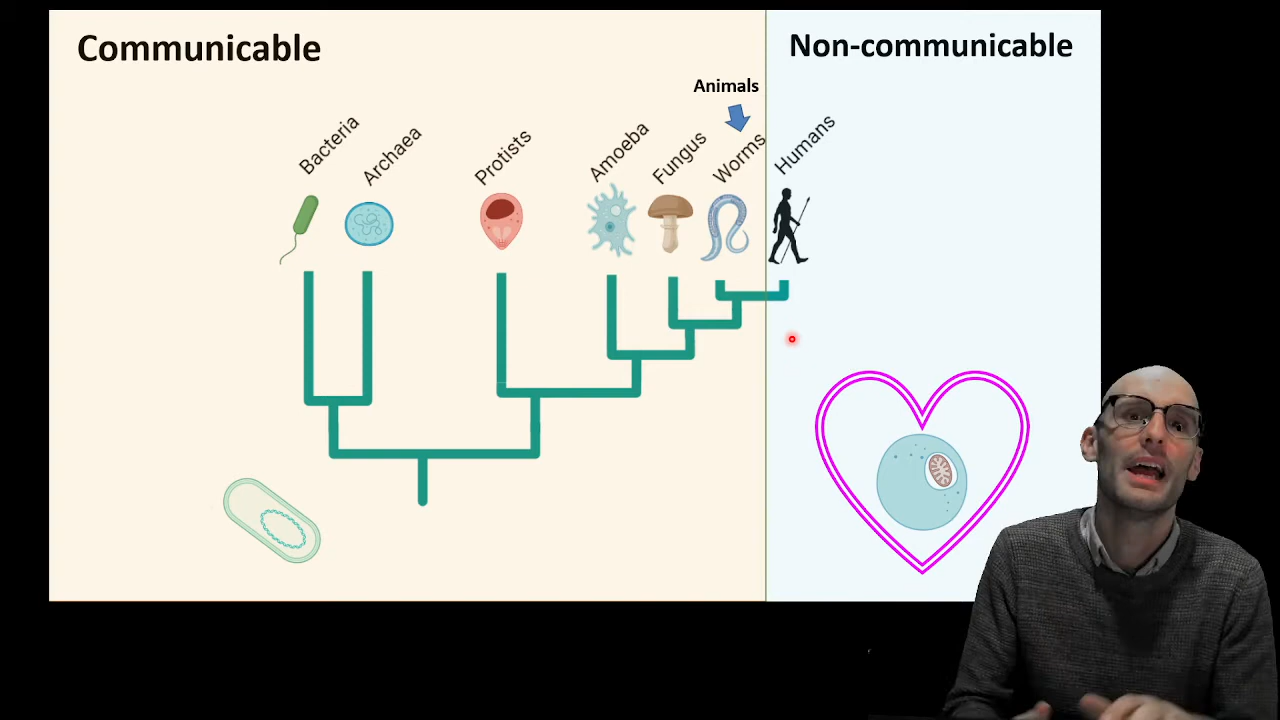 Communicable
Non-communicable
Animals
Bacteria
Archaea
Protists
Amoeba
Fungus
Worms
Humans